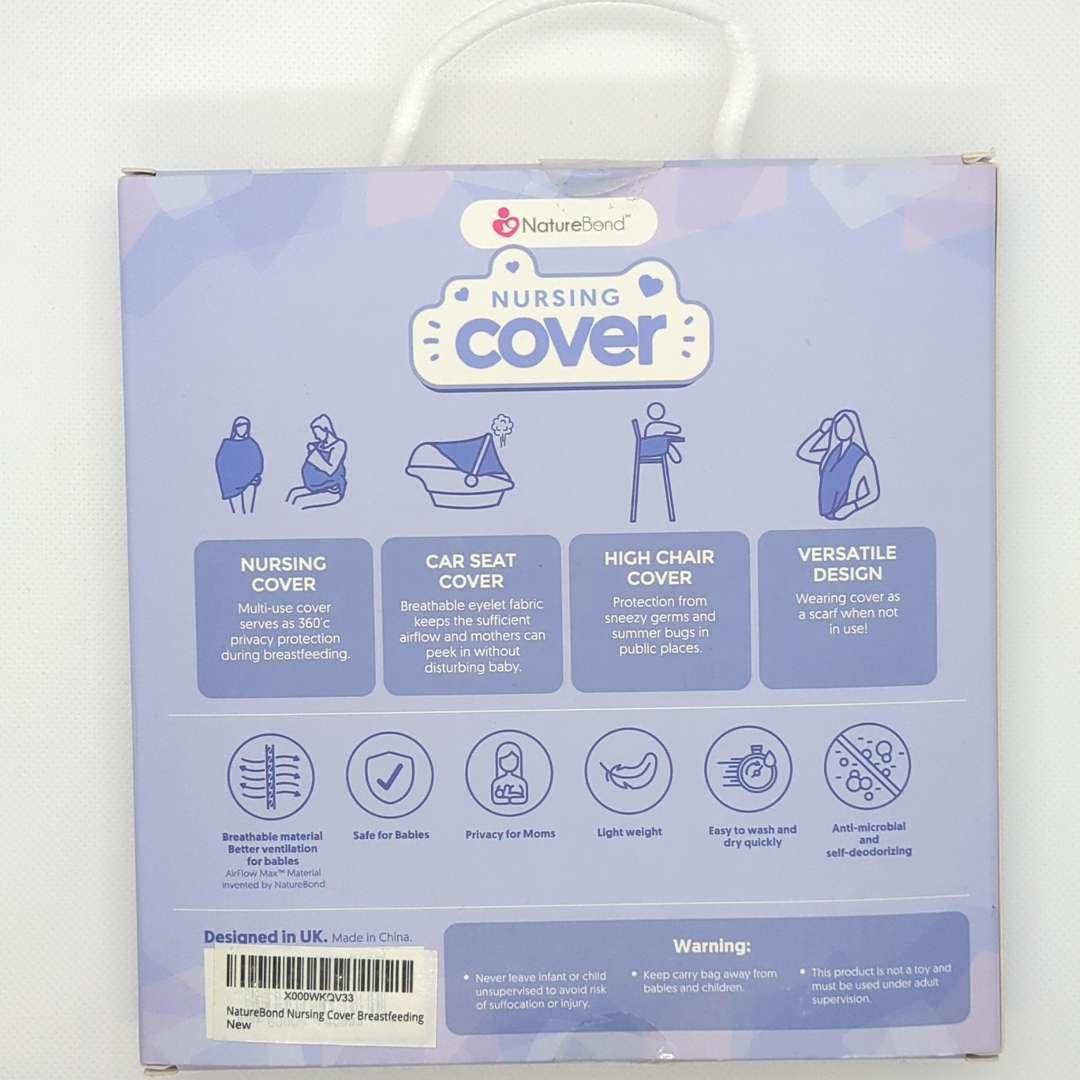 NatureBond™
NURSING
cover
NURSING
COVER
Multi-use cover
serves as 360'c
privacy protection
during breastfeeding.
CAR SEAT
COVER
Breathable eyelet fabric
keeps the sufficient
airflow and mothers can
peek in without
disturbing baby.
HIGH CHAIR
COVER
Protection from
sneezy germs and
summer bugs in
public places.
VERSATILE
DESIGN
Wearing cover as
a scarf when not
in use!
Breathable material
Better ventilation
for babies
AirFlow Max™ Material
invented by NatureBond
Safe for Babies
Privacy for Moms
Light weight
Easy to wash and
dry quickly
Anti-microbial
and
self-deodorizing
Designed in UK. Made in China.
X000WKQV33
NatureBond Nursing Cover Breastfeeding
New
Warning:
• Never leave infant or child
unsupervised to avoid risk
of suffocation or injury.
• Keep carry bag away from
babies and children.
• This product is not a toy and
must be used under adult
supervision.